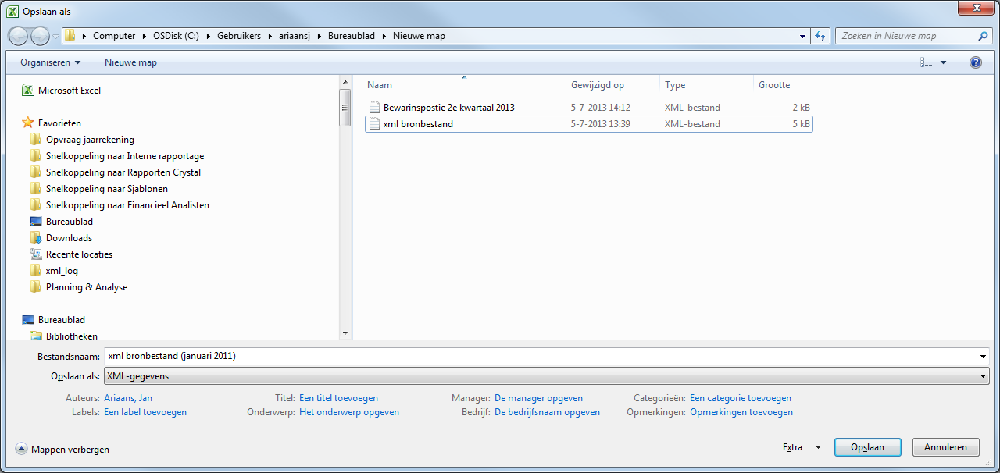 Opslaan als
Computer OSDisk (C:) Gebruikers ariaansj Bureaublad Nieuwe map
Zoeken in Nieuwe map
Organiseren Nieuwe map
Microsoft Excel
Favorieten
Opvraag jaarrekening
Snelkoppeling naar Interne rapportage
Snelkoppeling naar Rapporten Crystal
Snelkoppeling naar Sjablonen
Snelkoppeling naar Financieel Analisten
Bureaublad
Downloads
Recente locaties
xml_log
Planning & Analyse
Bureaublad
Bibliotheken
Naam Gewijzigd op Type Grootte
Bewarinspostie 2e kwartaal 2013 5-7-2013 14:12 XML-bestand 2 kB
xml bronbestand 5-7-2013 13:39 XML-bestand 5 kB
Bestandsnaam: xml bronbestand (januari 2011)
Opslaan als: XML-gegevens
Auteurs: Ariaans, Jan Titel: Een titel toevoegen Manager: De manager opgeven Categorieën: Een categorie toevoegen
Labels: Een label toevoegen Onderwerp: Het onderwerp opgeven Bedrijf: De bedrijfsnaam opgeven Opmerkingen: Opmerkingen toevoegen
Mappen verbergen Extra Opslaan Annuleren